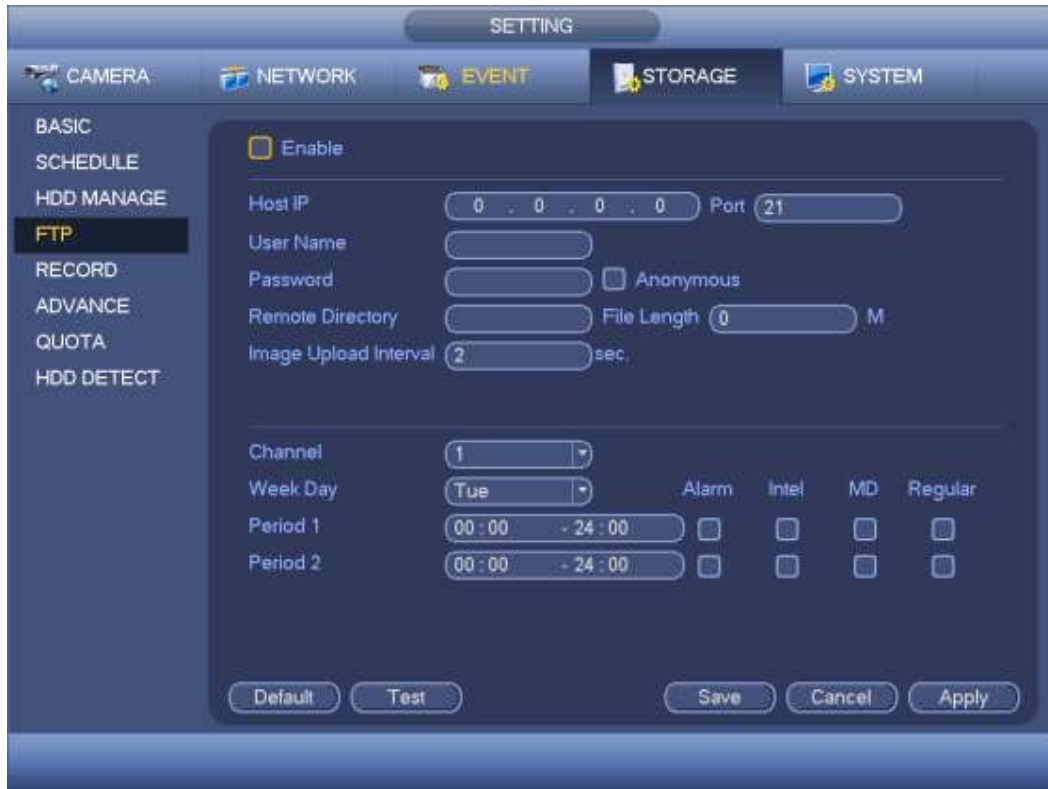 SETTING
CAMERA NETWORK EVENT STORAGE SYSTEM
BASIC
SCHEDULE
HDD MANAGE
FTP
RECORD
ADVANCE
QUOTA
HDD DETECT
Enable
Host IP 0 . 0 . 0 . 0 Port 21
User Name
Password Anonymous
Remote Directory File Length 0 M
Image Upload Interval 2 sec.
Channel 1
Week Day Tue Alarm Intel MD Regular
Period 1 00 : 00 - 24 : 00
Period 2 00 : 00 - 24 : 00
Default Test Save Cancel Apply